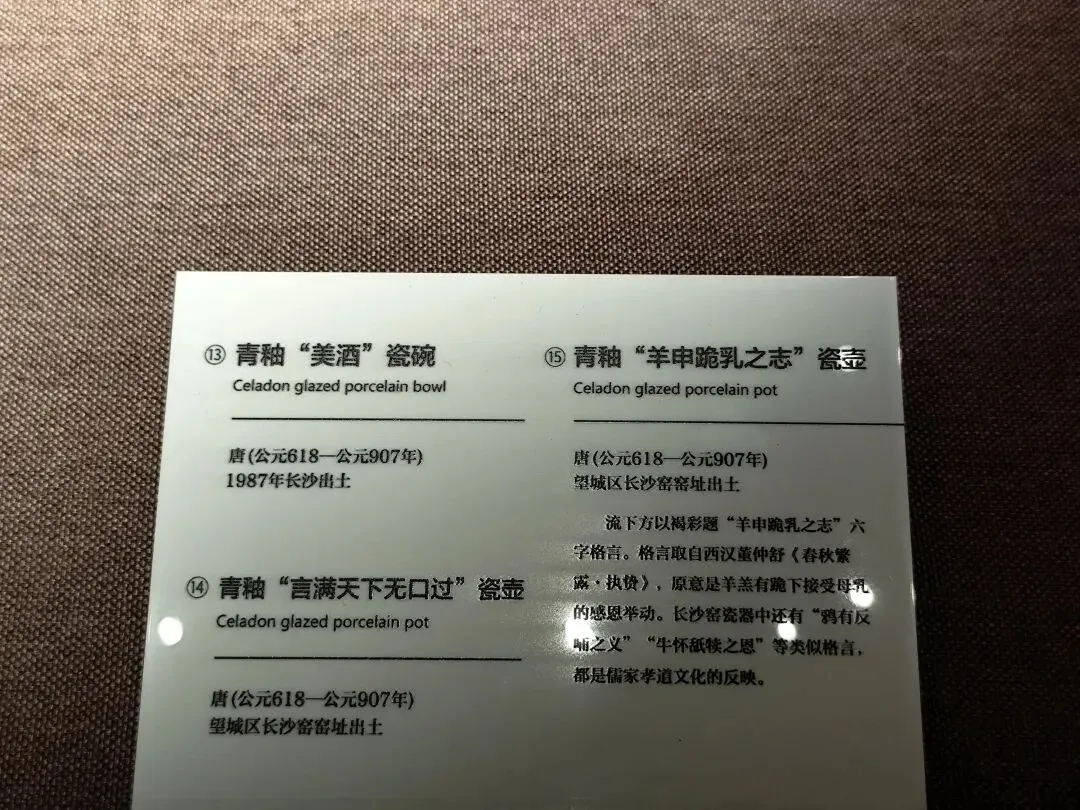 ⑬ 青釉“美酒”瓷碗
Celadon glazed porcelain bowl
唐(公元618—公元907年)
1987年长沙出土
⑭ 青釉“言满天下无口过”瓷壶
Celadon glazed porcelain pot
唐(公元618—公元907年)
望城区长沙窑窑址出土
⑮ 青釉“羊申跪乳之志”瓷壶
Celadon glazed porcelain pot
唐(公元618—公元907年)
望城区长沙窑窑址出土
流下方以褐彩题“羊申跪乳之志”六
字格言。格言取自西汉董仲舒《春秋繁
露·执贽》，原意是羊羔有跪下接受母乳
的感恩举动。长沙窑瓷器中还有“鸦有反
哺之义”“牛怀舐犊之恩”等类似格言，
都是儒家孝道文化的反映。